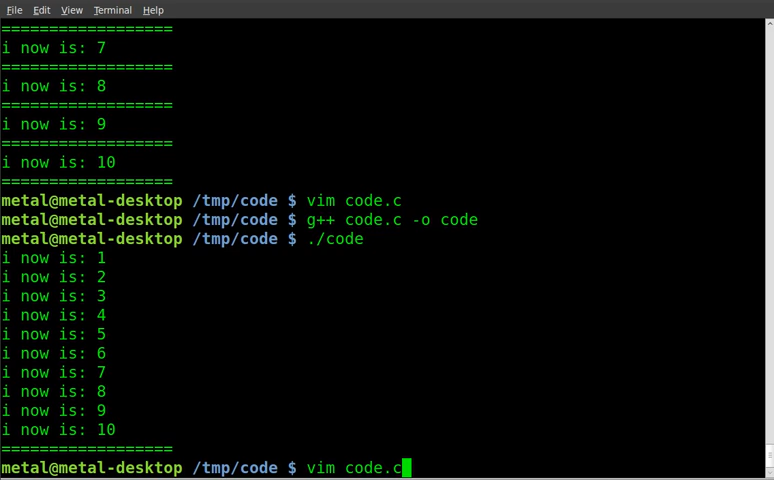 File Edit View Terminal Help
==================
i now is: 7
==================
i now is: 8
==================
i now is: 9
==================
i now is: 10
==================
metal@metal-desktop /tmp/code $ vim code.c
metal@metal-desktop /tmp/code $ g++ code.c -o code
metal@metal-desktop /tmp/code $ ./code
i now is: 1
i now is: 2
i now is: 3
i now is: 4
i now is: 5
i now is: 6
i now is: 7
i now is: 8
i now is: 9
i now is: 10
==================
metal@metal-desktop /tmp/code $ vim code.c